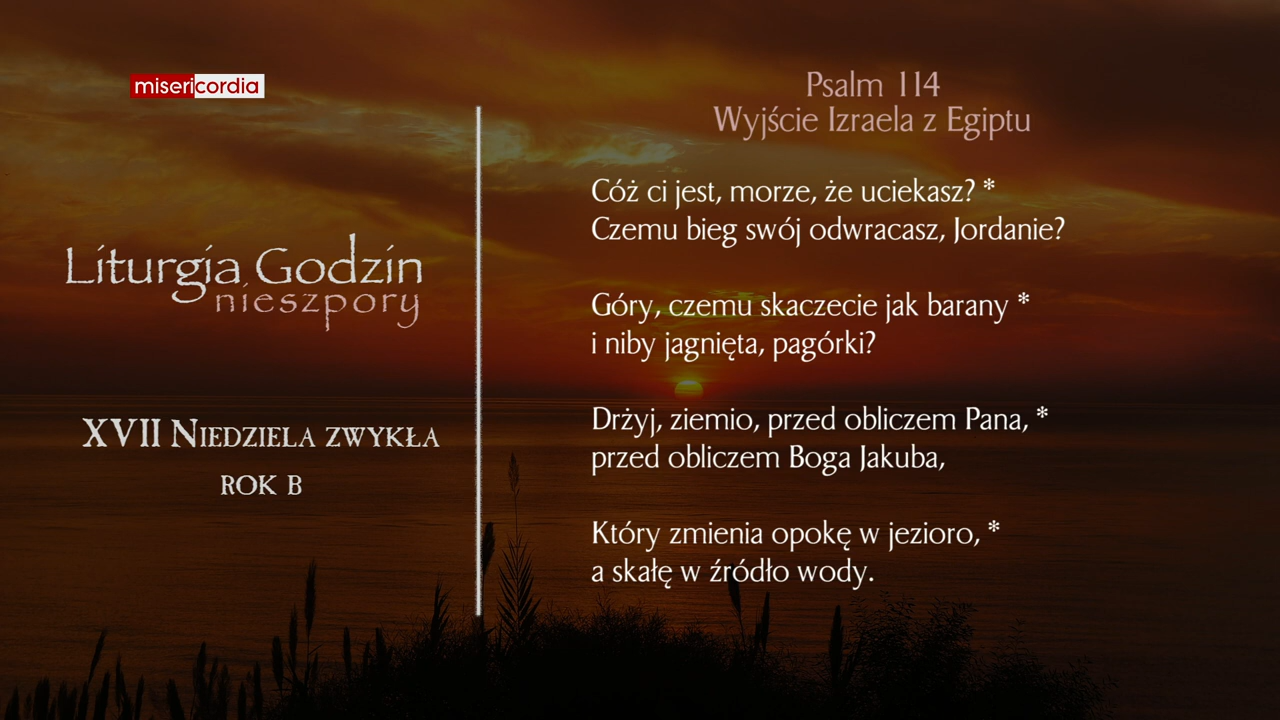 misericordia
Liturgia Godzin
nieszpory
XVII Niedziela zwykła
rok B
Psalm 114
Wyjście Izraela z Egiptu
Cóż ci jest, morze, że uciekasz? *
Czemu bieg swój odwracasz, Jordanie?
Góry, czemu skaczecie jak barany *
i niby jagnięta, pagórki?
Drżyj, ziemio, przed obliczem Pana, *
przed obliczem Boga Jakuba,
Który zmienia opokę w jezioro, *
a skałę w źródło wody.